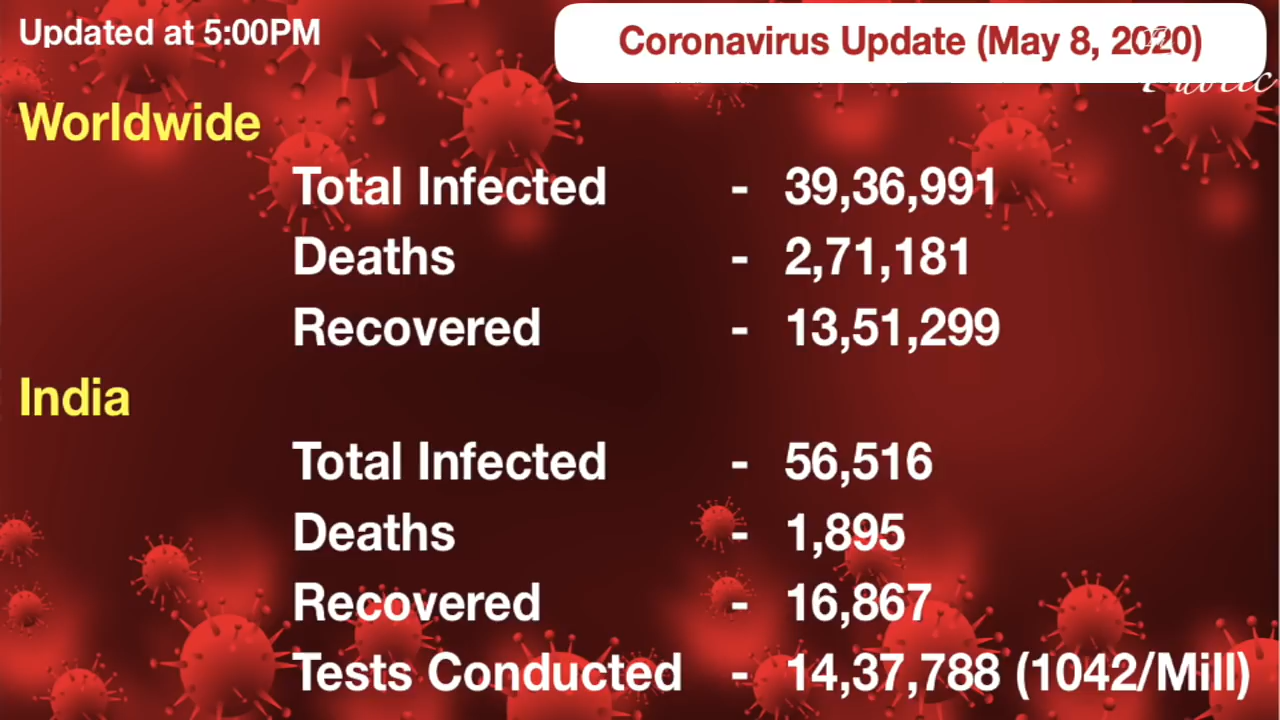 Updated at 5:00PM
Coronavirus Update (May 8, 2020)
Public
Worldwide
Total Infected - 39,36,991
Deaths - 2,71,181
Recovered - 13,51,299
India
Total Infected - 56,516
Deaths - 1,895
Recovered - 16,867
Tests Conducted - 14,37,788 (1042/Mill)